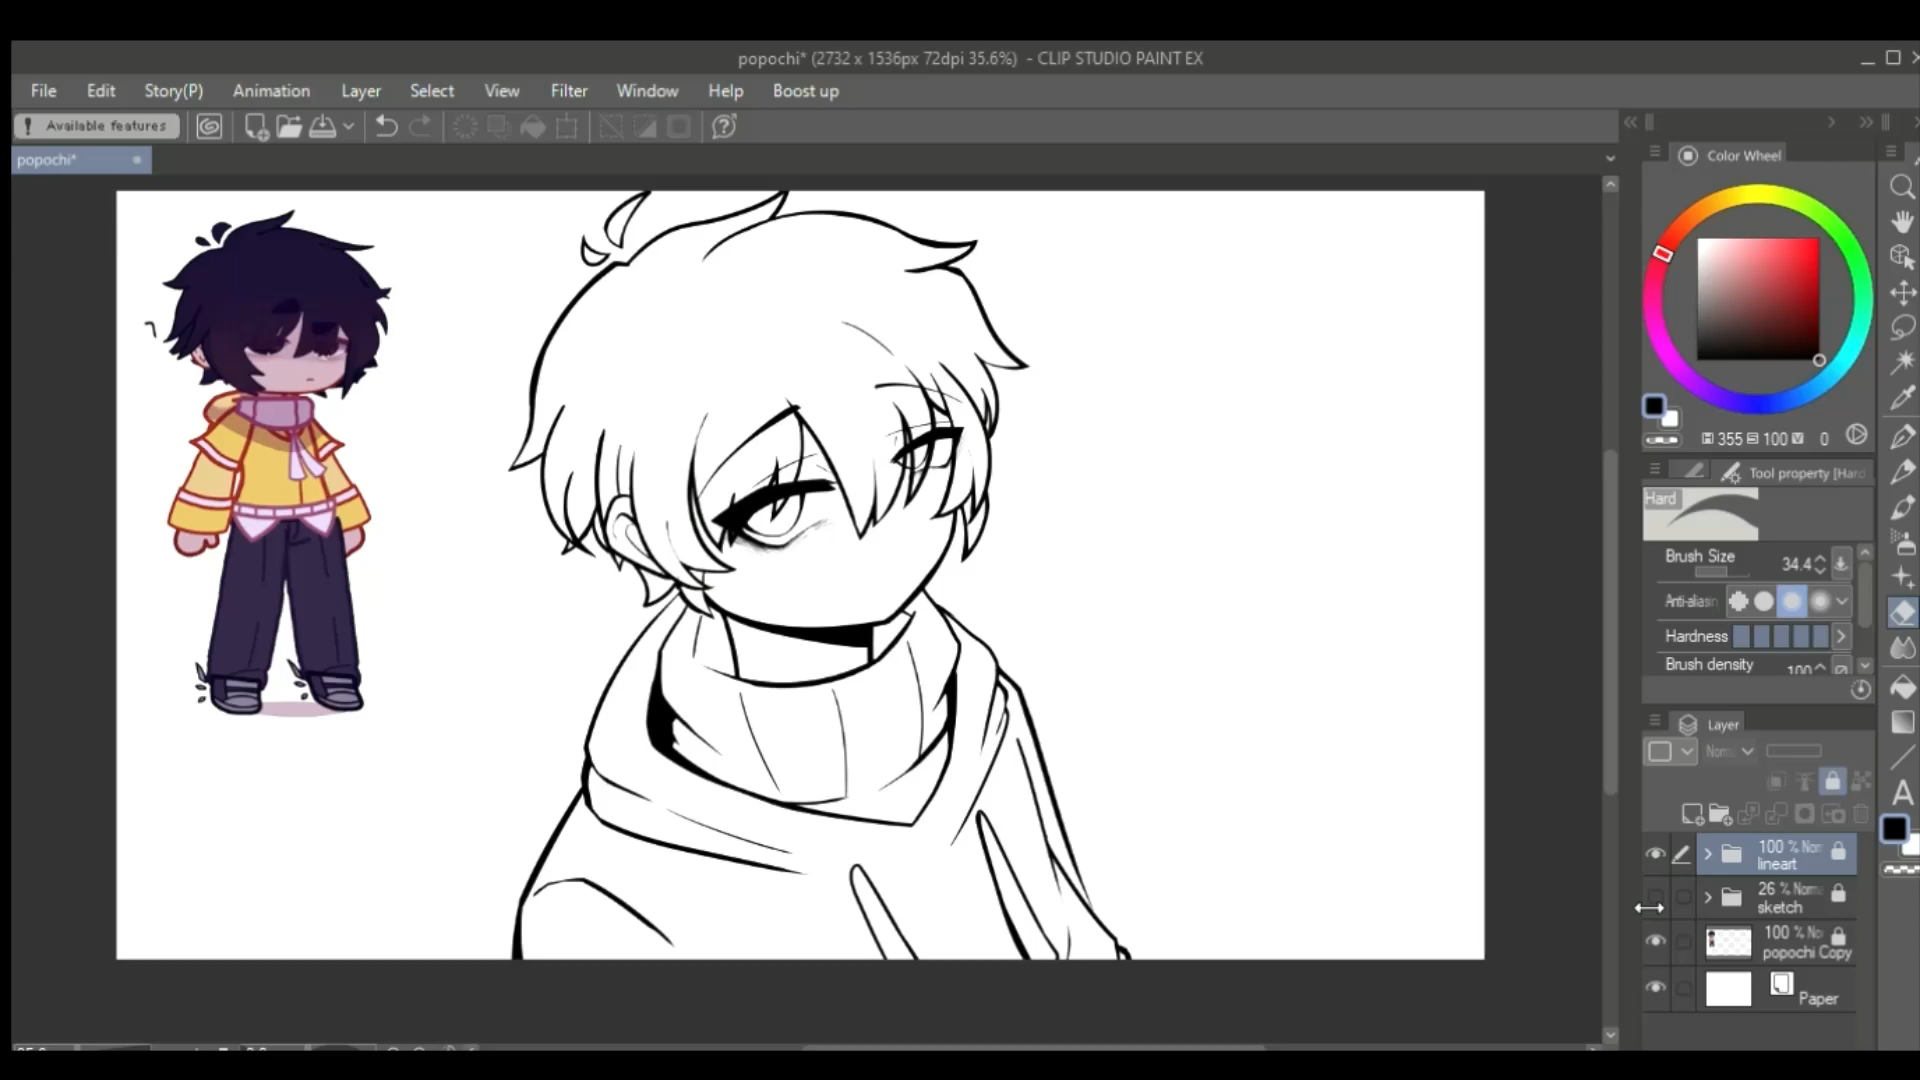 popochi* (2732 x 1536px 72dpi 35.6%) - CLIP STUDIO PAINT EX
File Edit Story(P) Animation Layer Select View Filter Window Help Boost up
! Available features
popochi*
Color Wheel
355 100 0
Tool property [Hard
Hard
Brush Size 34.4
Anti-aliasin
Hardness
Brush density 100
Layer
Norm
100 % Nor
lineart
26 % Norma
sketch
100 % No
popochi Copy
Paper
A